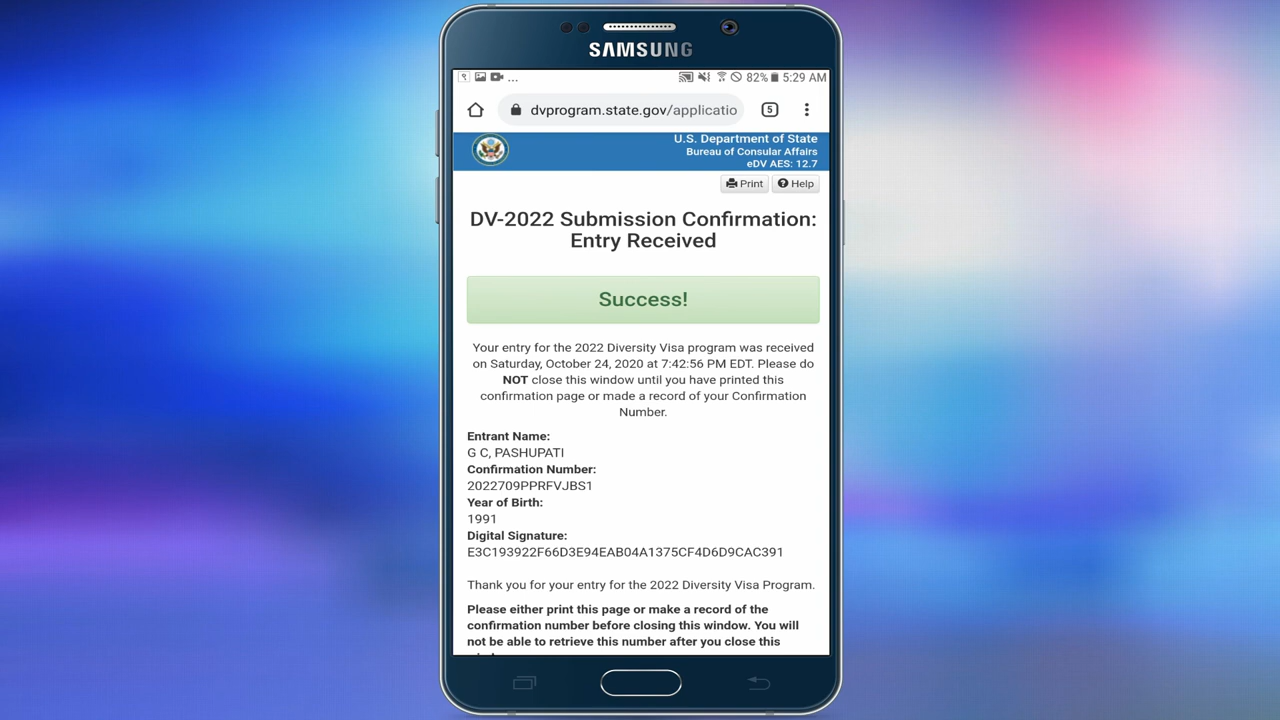 SAMSUNG
... 82% 5:29 AM
dvprogram.state.gov/applicatio 5
U.S. Department of State
Bureau of Consular Affairs
eDV AES: 12.7
Print Help
DV-2022 Submission Confirmation:
Entry Received
Success!
Your entry for the 2022 Diversity Visa program was received
on Saturday, October 24, 2020 at 7:42:56 PM EDT. Please do
NOT close this window until you have printed this
confirmation page or made a record of your Confirmation
Number.
Entrant Name:
G C, PASHUPATI
Confirmation Number:
2022709PPRFVJBS1
Year of Birth:
1991
Digital Signature:
E3C193922F66D3E94EAB04A1375CF4D6D9CAC391
Thank you for your entry for the 2022 Diversity Visa Program.
Please either print this page or make a record of the
confirmation number before closing this window. You will
not be able to retrieve this number after you close this